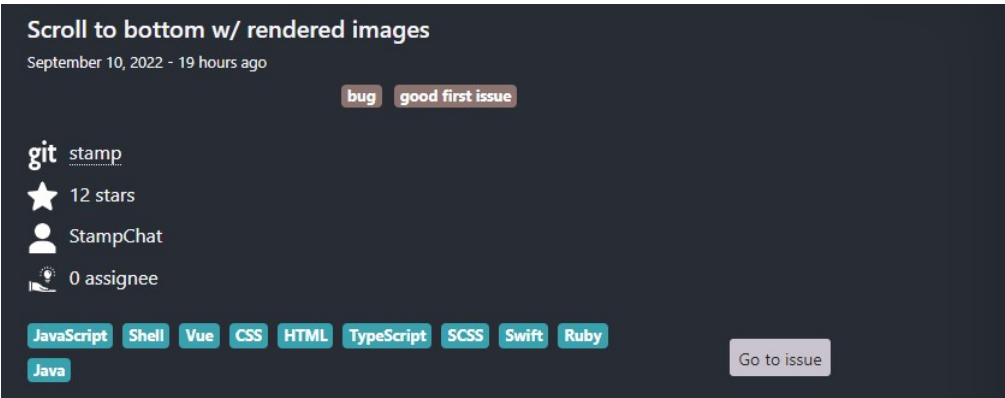 Scroll to bottom w/ rendered images
September 10, 2022 - 19 hours ago
bug good first issue
git stamp
12 stars
StampChat
0 assignee
JavaScript Shell Vue CSS HTML TypeScript SCSS Swift Ruby
Java
Go to issue